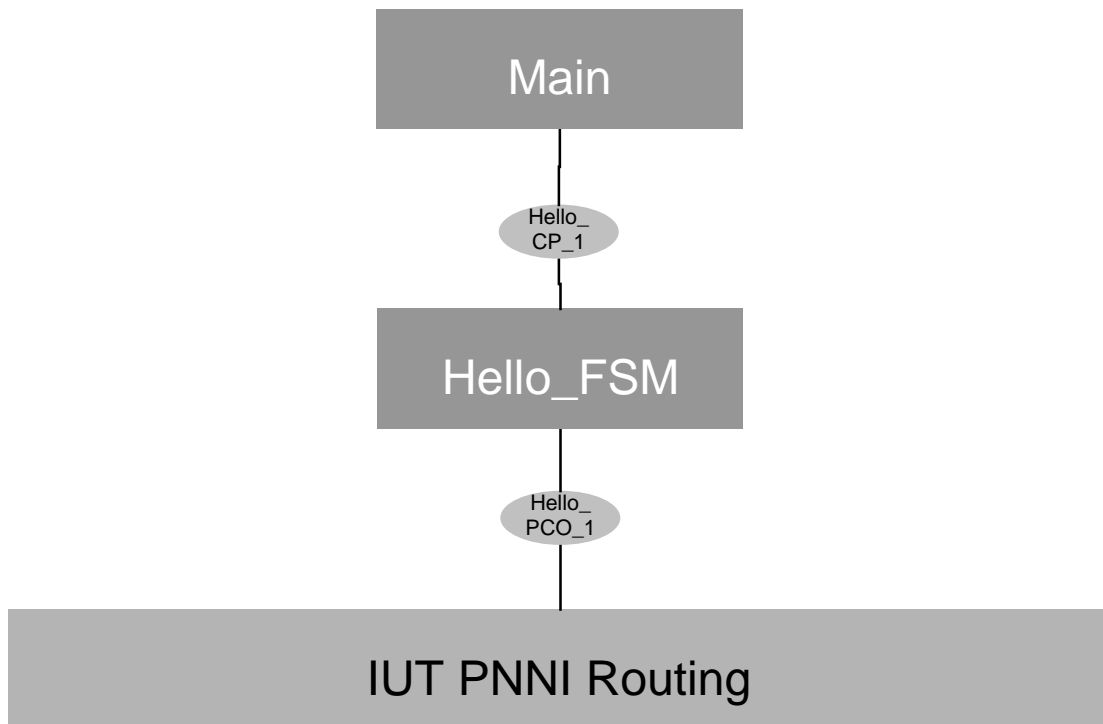 Main
Hello_
CP_1
Hello_FSM
Hello_
PCO_1
IUT PNNI Routing